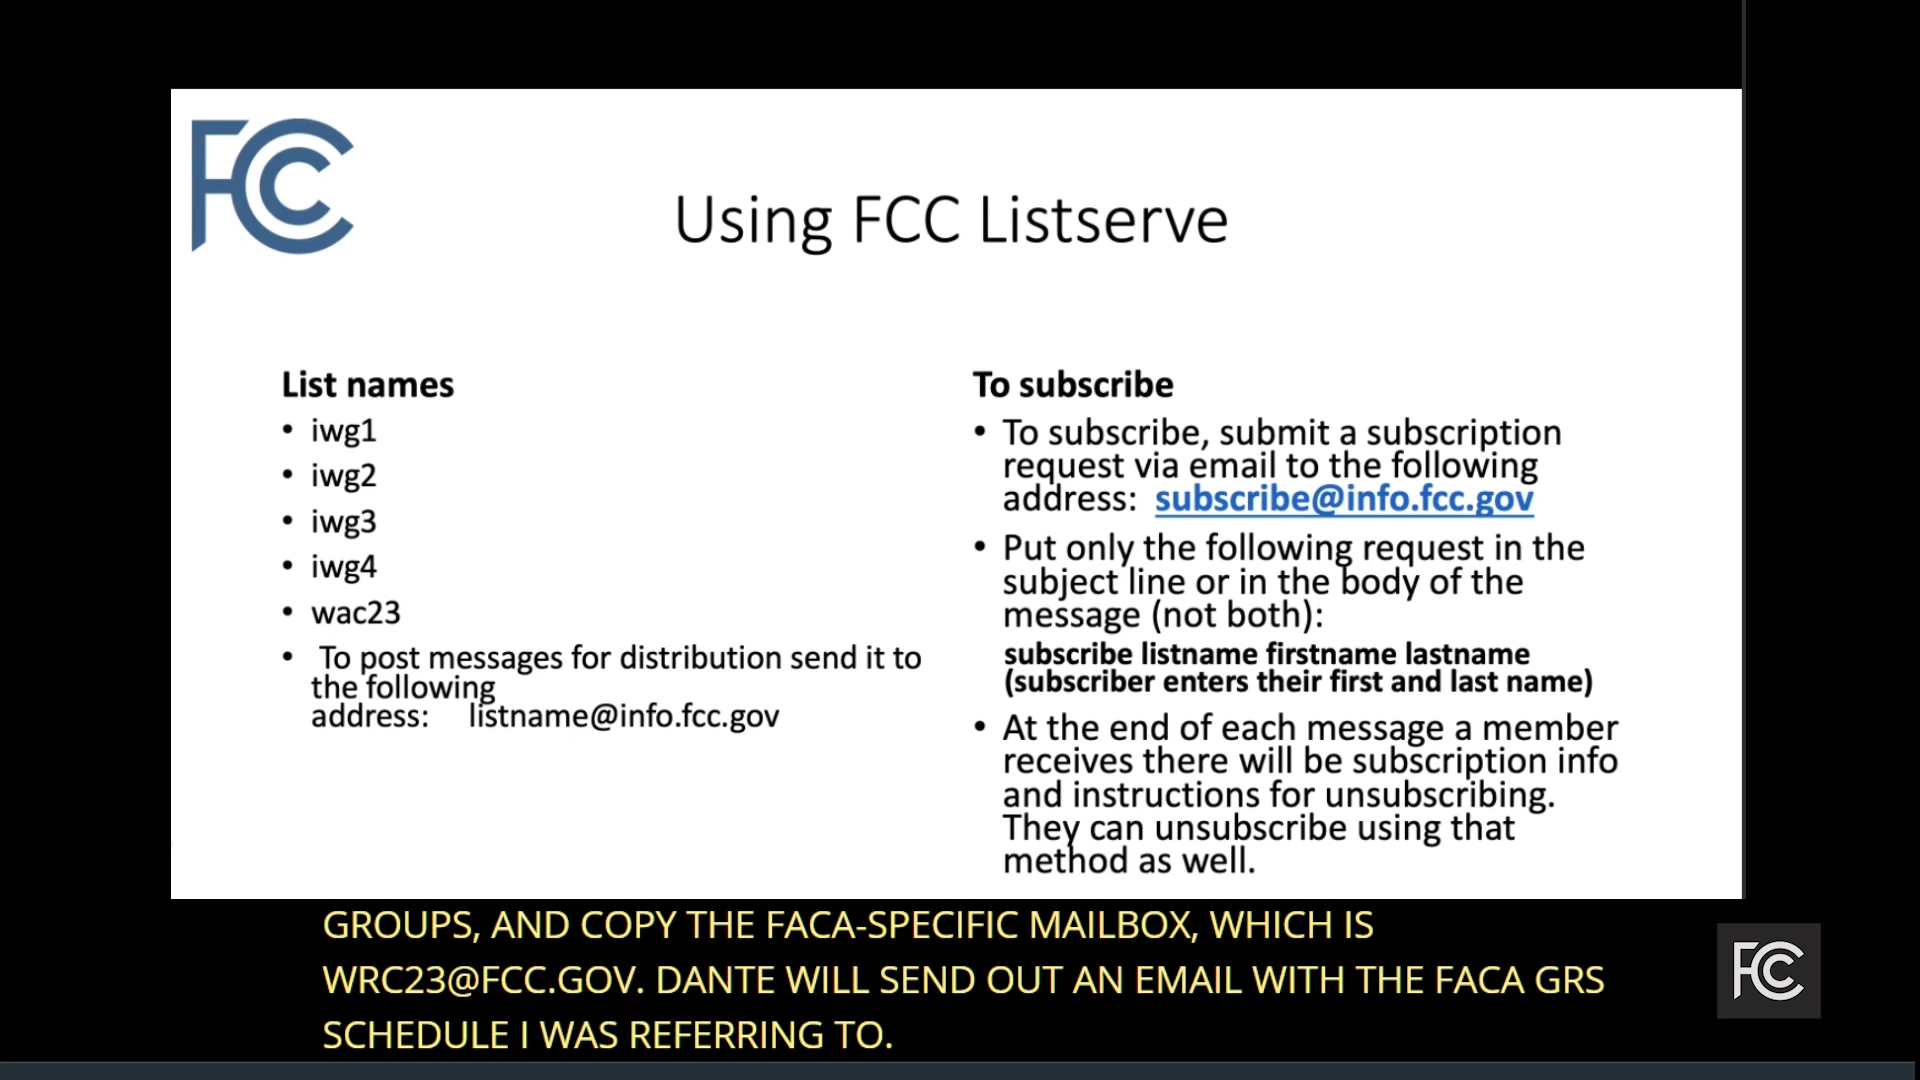 FCC
Using FCC Listserve
List names
• iwg1
• iwg2
• iwg3
• iwg4
• wac23
• To post messages for distribution send it to
the following
address: listname@info.fcc.gov
To subscribe
• To subscribe, submit a subscription
request via email to the following
address: subscribe@info.fcc.gov
• Put only the following request in the
subject line or in the body of the
message (not both):
subscribe listname firstname lastname
(subscriber enters their first and last name)
• At the end of each message a member
receives there will be subscription info
and instructions for unsubscribing.
They can unsubscribe using that
method as well.
GROUPS, AND COPY THE FACA-SPECIFIC MAILBOX, WHICH IS
WRC23@FCC.GOV. DANTE WILL SEND OUT AN EMAIL WITH THE FACA GRS
SCHEDULE I WAS REFERRING TO.
FCC